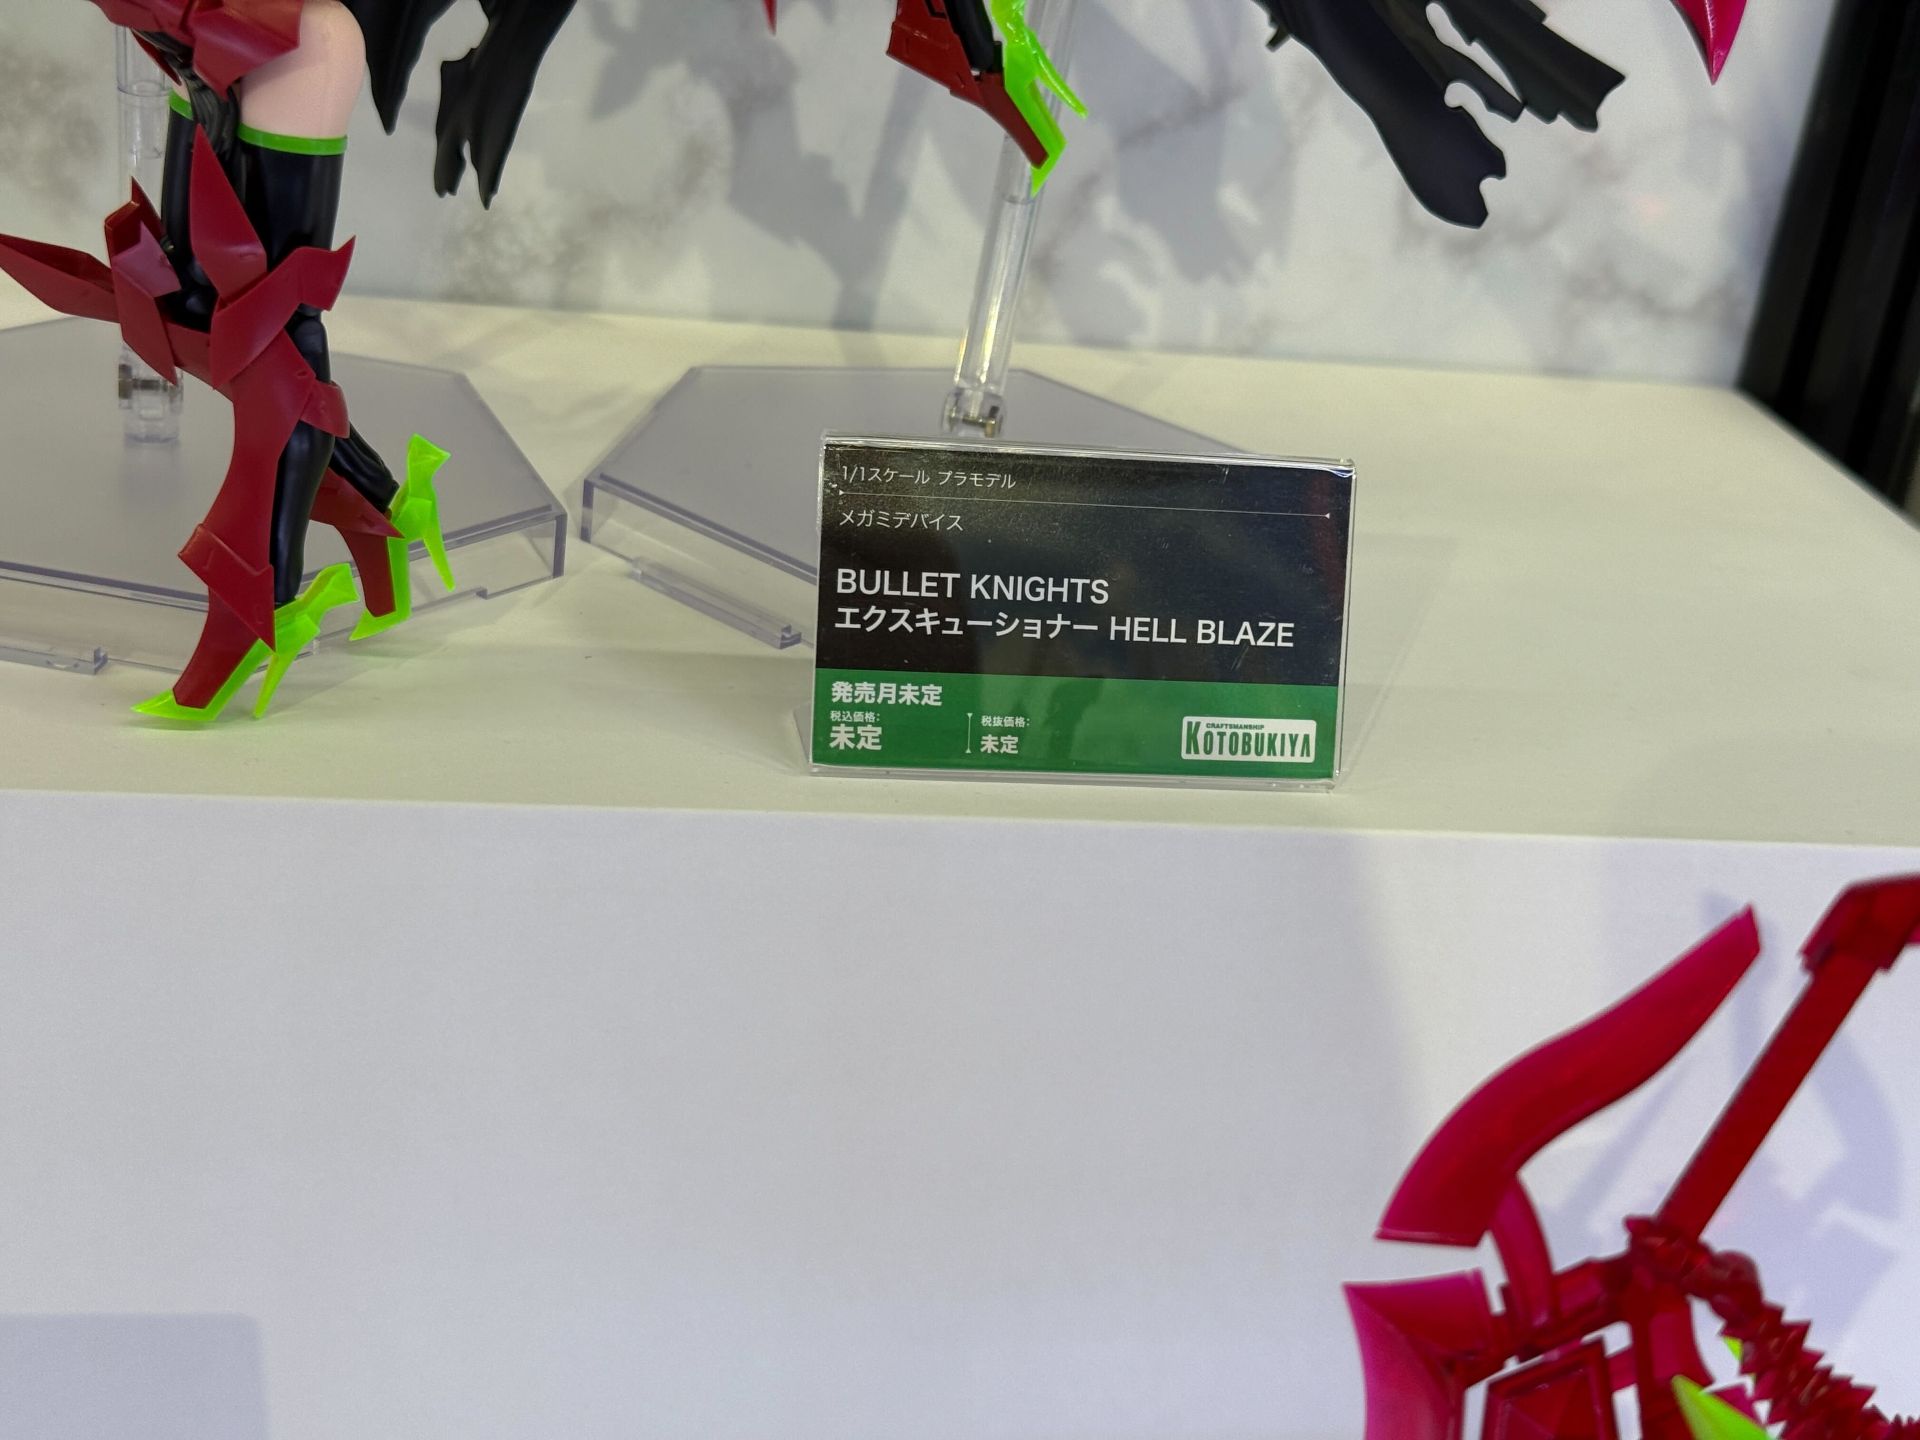 1/1スケール プラモデル
メガミデバイス
BULLET KNIGHTS
エクスキューショナー HELL BLAZE
発売月未定
税込価格:
未定
税抜価格:
未定
CRAFTSMANSHIP
KOTOBUKIYA